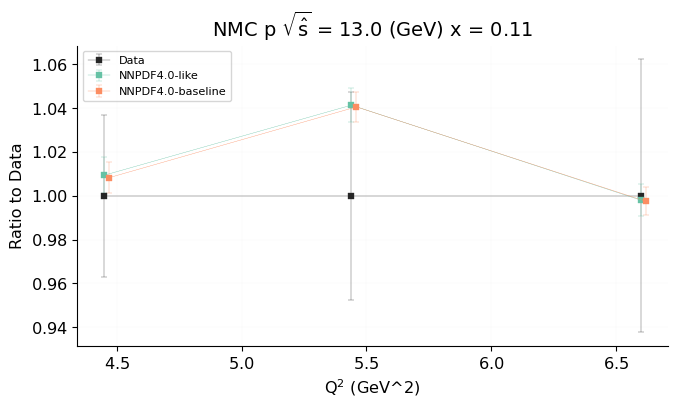 NMC p √ŝ = 13.0 (GeV) x = 0.11
Data
NNPDF4.0-like
NNPDF4.0-baseline
Ratio to Data
1.06
1.04
1.02
1.00
0.98
0.96
0.94
4.5 5.0 5.5 6.0 6.5
Q² (GeV^2)